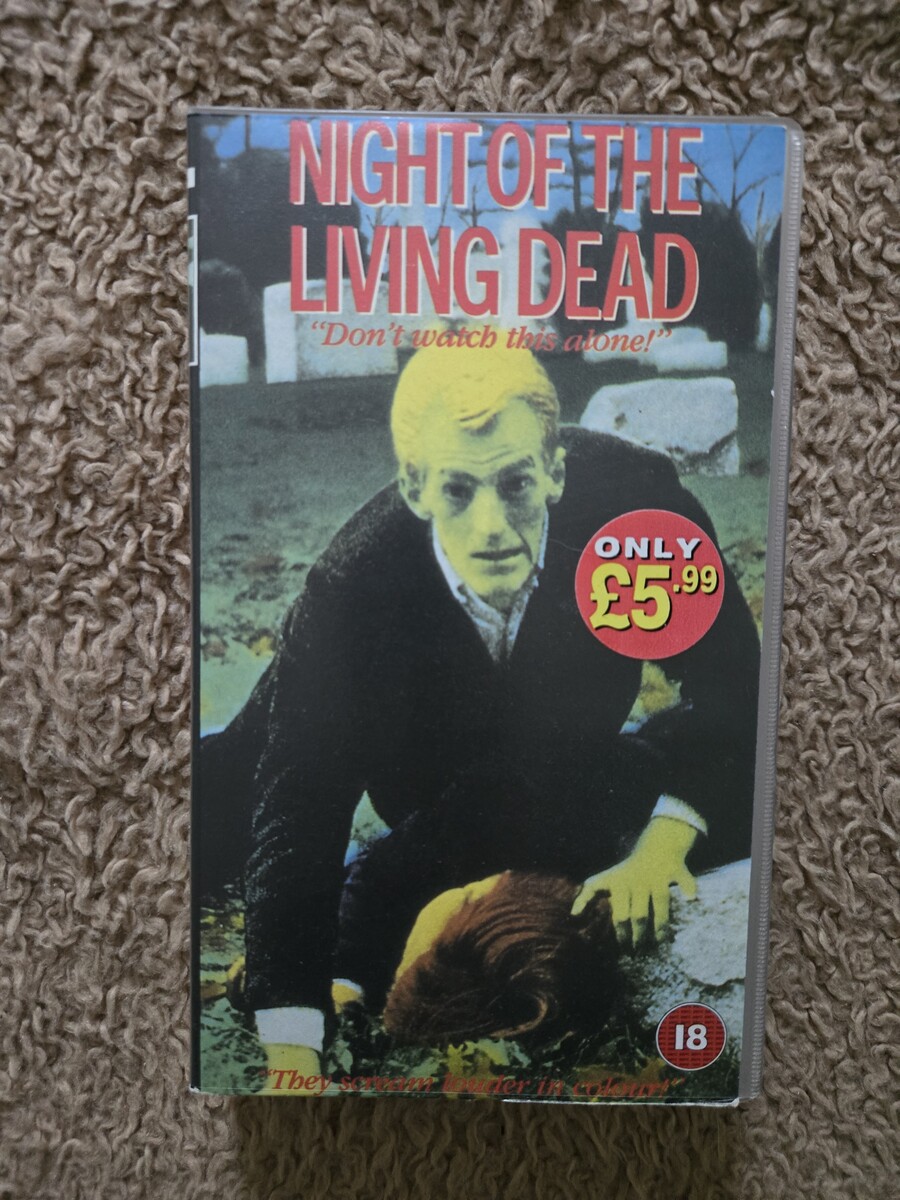 NIGHT OF THE
LIVING DEAD
"Don't watch this alone!"
ONLY
£5.99
18
"They scream louder in colour!"